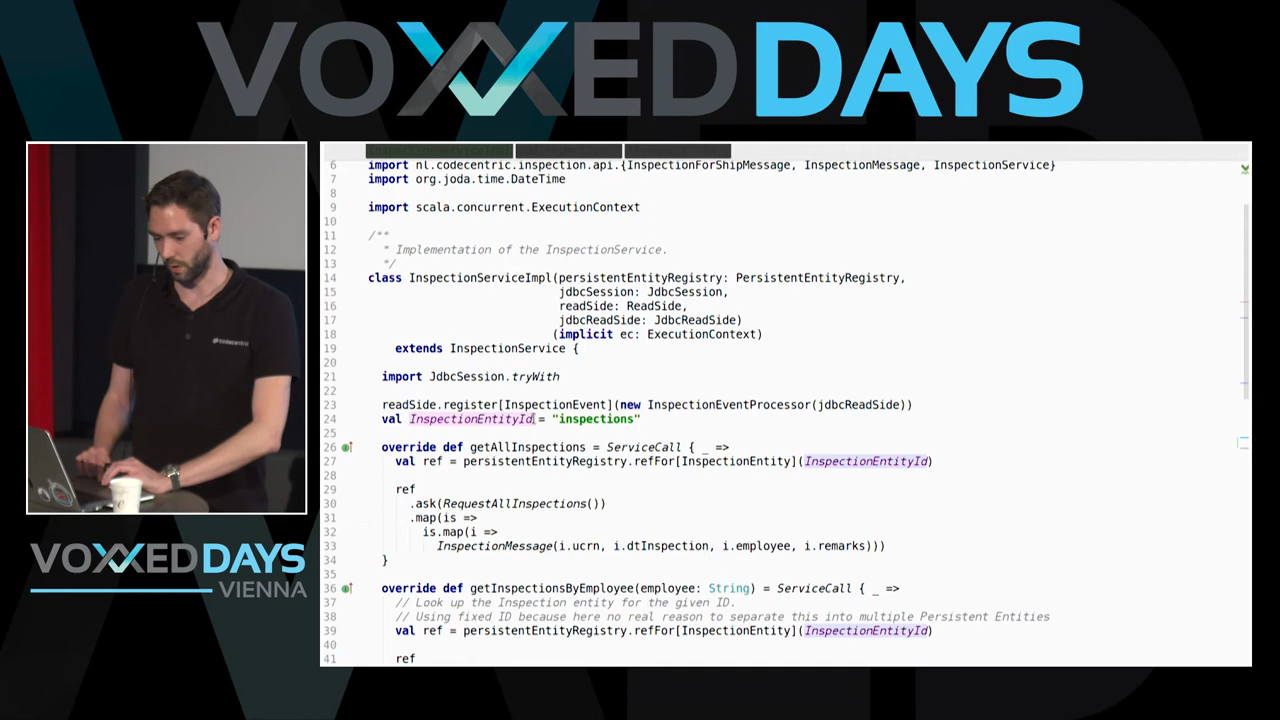 VOXXED DAYS
6 import nl.codecentric.inspection.api.{InspectionForShipMessage, InspectionMessage, InspectionService}
7 import org.joda.time.DateTime
8
9 import scala.concurrent.ExecutionContext
10
11 /**
12 * Implementation of the InspectionService.
13 */
14 class InspectionServiceImpl(persistentEntityRegistry: PersistentEntityRegistry,
15 jdbcSession: JdbcSession,
16 readSide: ReadSide,
17 jdbcReadSide: JdbcReadSide)
18 (implicit ec: ExecutionContext)
19 extends InspectionService {
20
21 import JdbcSession.tryWith
22
23 readSide.register[InspectionEvent](new InspectionEventProcessor(jdbcReadSide))
24 val InspectionEntityId = "inspections"
25
26 override def getAllInspections = ServiceCall { _ =>
27 val ref = persistentEntityRegistry.refFor[InspectionEntity](InspectionEntityId)
28
29 ref
30 .ask(RequestAllInspections())
31 .map(is =>
32 is.map(i =>
33 InspectionMessage(i.ucrn, i.dtInspection, i.employee, i.remarks)))
34 }
35
36 override def getInspectionsByEmployee(employee: String) = ServiceCall { _ =>
37 // Look up the Inspection entity for the given ID.
38 // Using fixed ID because here no real reason to separate this into multiple Persistent Entities
39 val ref = persistentEntityRegistry.refFor[InspectionEntity](InspectionEntityId)
40
41 ref
codecentric
VOXXED DAYS
VIENNA